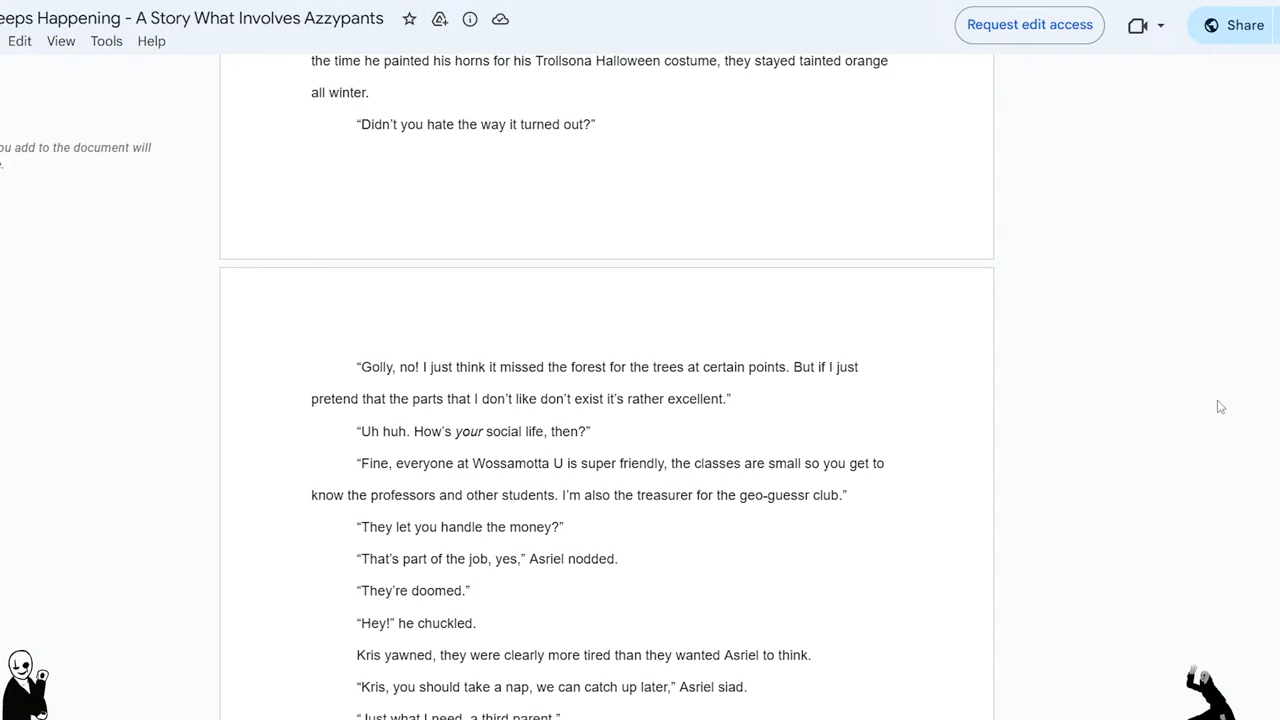 eeps Happening - A Story What Involves Azzypants
Request edit access
Share
Edit View Tools Help
the time he painted his horns for his Trollsona Halloween costume, they stayed tainted orange
all winter.
“Didn’t you hate the way it turned out?”
ou add to the document will
e.
“Golly, no! I just think it missed the forest for the trees at certain points. But if I just
pretend that the parts that I don’t like don’t exist it’s rather excellent.”
“Uh huh. How’s your social life, then?”
“Fine, everyone at Wossamotta U is super friendly, the classes are small so you get to
know the professors and other students. I’m also the treasurer for the geo-guessr club.”
“They let you handle the money?”
“That’s part of the job, yes,” Asriel nodded.
“They’re doomed.”
“Hey!” he chuckled.
Kris yawned, they were clearly more tired than they wanted Asriel to think.
“Kris, you should take a nap, we can catch up later,” Asriel siad.
“Just what I need, a third parent.”